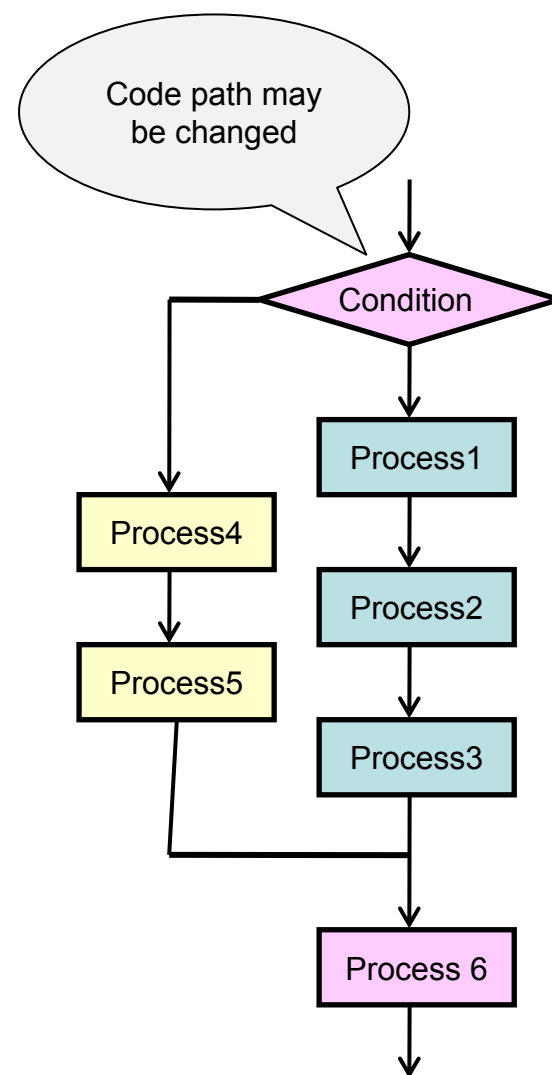 Code path may
be changed
Condition
Process1
Process4
Process2
Process5
Process3
Process 6